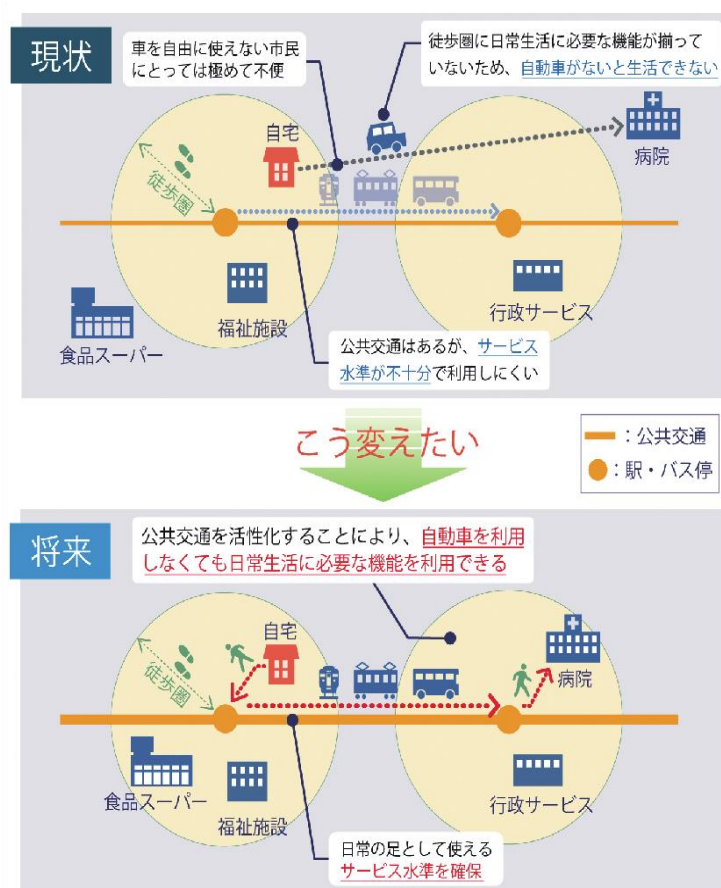 現状
車を自由に使えない市民
にとっては極めて不便
徒歩圏に日常生活に必要な機能が揃って
いないため、自動車がないと生活できない
自宅
病院
徒歩圏
食品スーパー
福祉施設
行政サービス
公共交通はあるが、サービス
水準が不十分で利用しにくい
こう変えたい
：公共交通
：駅・バス停
将来
公共交通を活性化することにより、自動車を利用
しなくても日常生活に必要な機能を利用できる
自宅
病院
徒歩圏
食品スーパー
福祉施設
行政サービス
日常の足として使える
サービス水準を確保